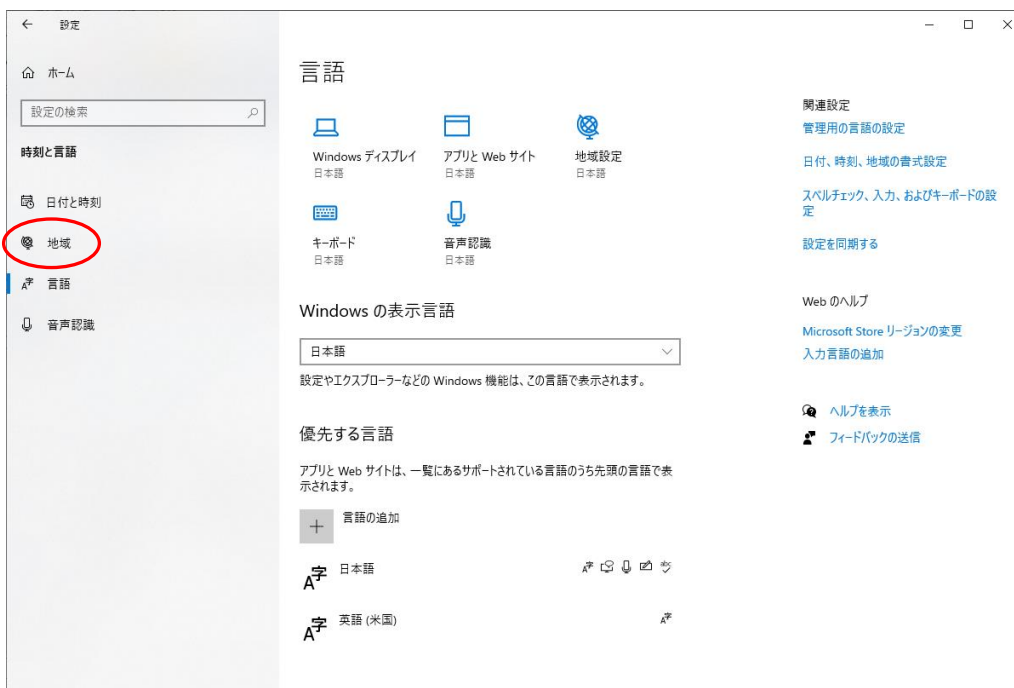 設定
ホーム
設定の検索
時刻と言語
日付と時刻
地域
言語
音声認識
言語
Windows ディスプレイ
日本語
アプリと Web サイト
日本語
地域設定
日本語
キーボード
日本語
音声認識
日本語
Windows の表示言語
日本語
設定やエクスプローラーなどの Windows 機能は、この言語で表示されます。
優先する言語
アプリと Web サイトは、一覧にあるサポートされている言語のうち先頭の言語で表
示されます。
言語の追加
日本語
英語 (米国)
関連設定
管理用の言語の設定
日付、時刻、地域の書式設定
スペルチェック、入力、およびキーボードの設
定
設定を同期する
Web のヘルプ
Microsoft Store リージョンの変更
入力言語の追加
ヘルプを表示
フィードバックの送信